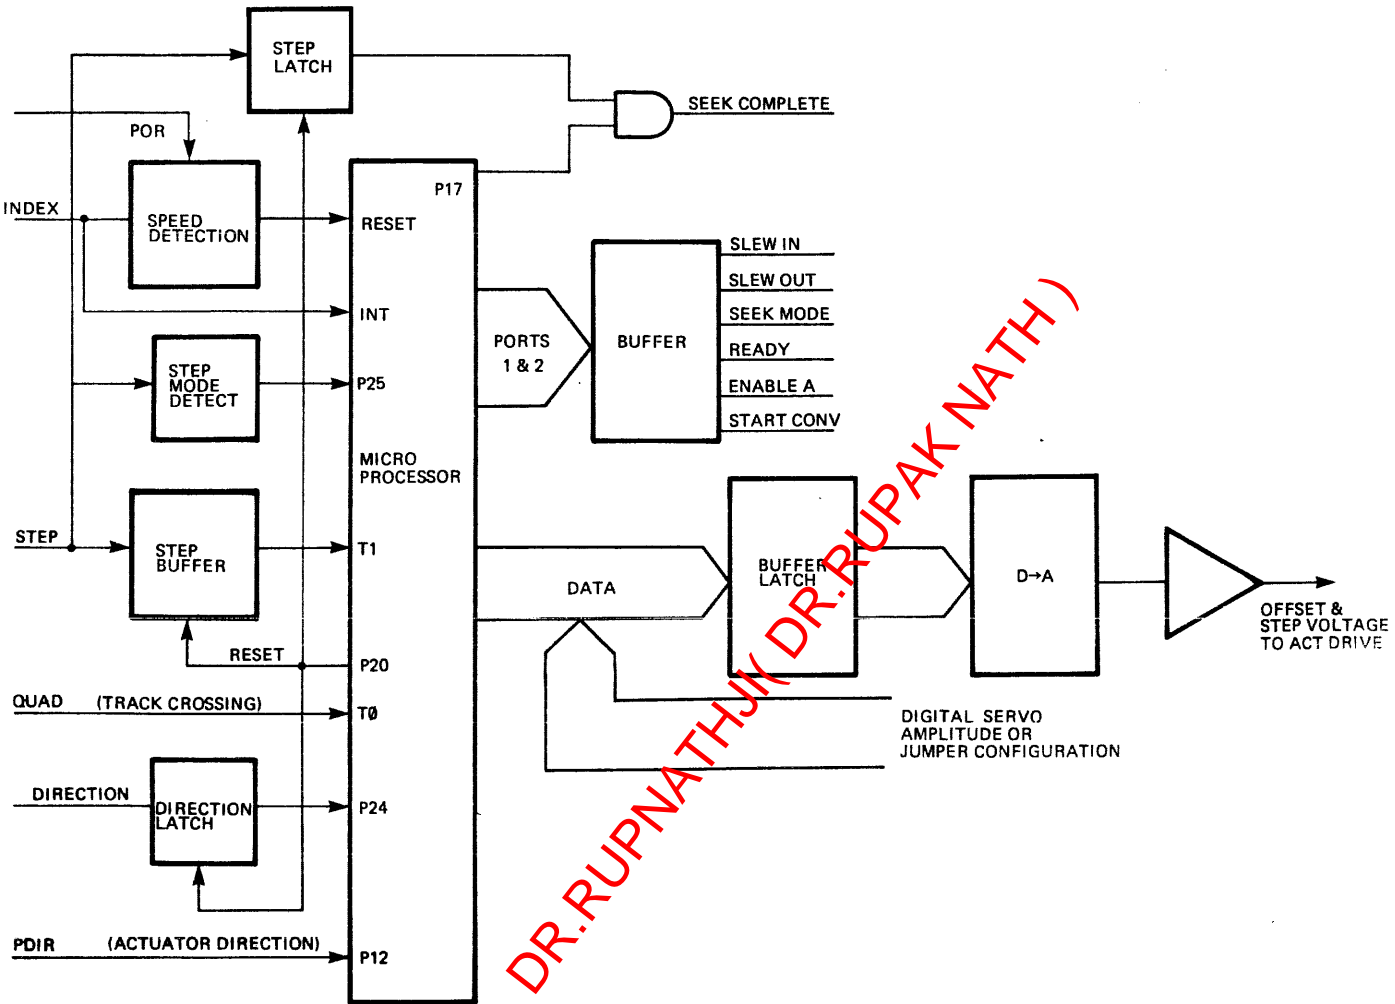 STEP
LATCH
SEEK COMPLETE
POR
P17
INDEX
SPEED
DETECTION
RESET
SLEW IN
SLEW OUT
SEEK MODE
READY
ENABLE A
START CONV
INT
PORTS
1 & 2
BUFFER
STEP
MODE
DETECT
P25
MICRO
PROCESSOR
STEP
STEP
BUFFER
T1
DATA
BUFFER
LATCH
D→A
OFFSET &
STEP VOLTAGE
TO ACT DRIVE
RESET
P20
QUAD (TRACK CROSSING)
TØ
DIGITAL SERVO
AMPLITUDE OR
JUMPER CONFIGURATION
DIRECTION
DIRECTION
LATCH
P24
PDIR (ACTUATOR DIRECTION)
P12
DR.RUPNATHJI( DR.RUPAK NATH )